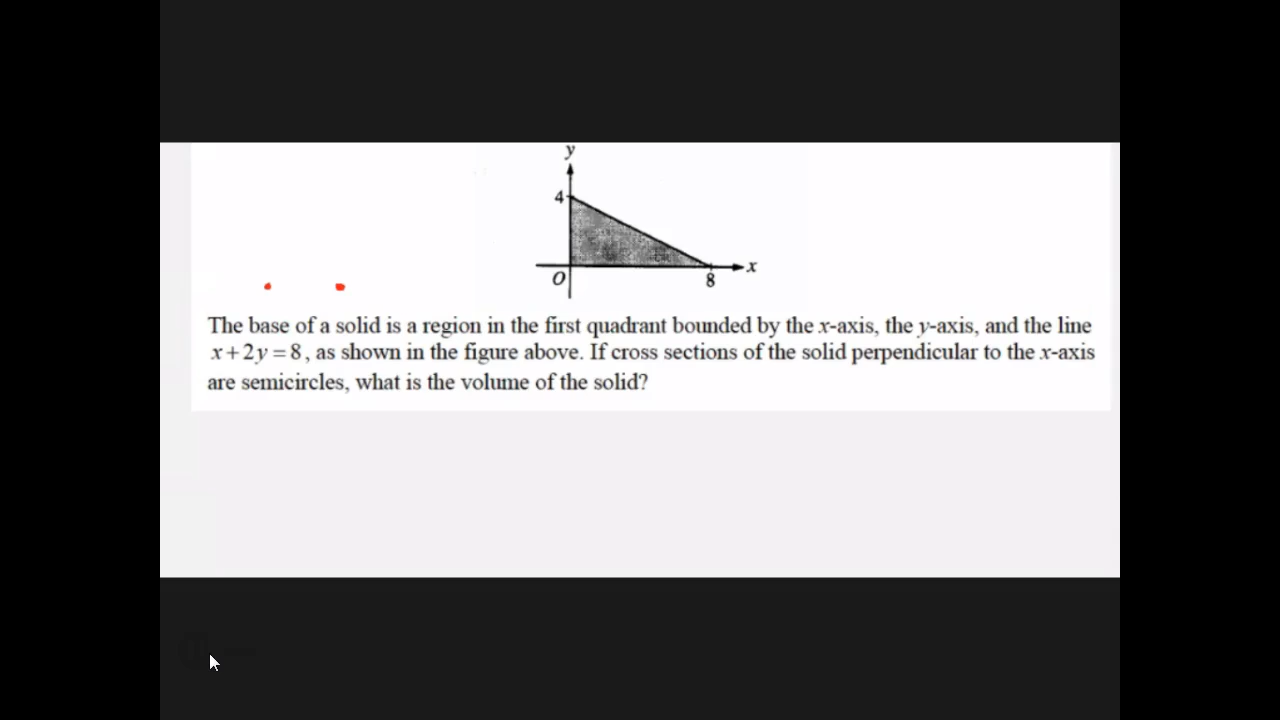 y
4
O
8
x
The base of a solid is a region in the first quadrant bounded by the x-axis, the y-axis, and the line
x+2y=8, as shown in the figure above. If cross sections of the solid perpendicular to the x-axis
are semicircles, what is the volume of the solid?